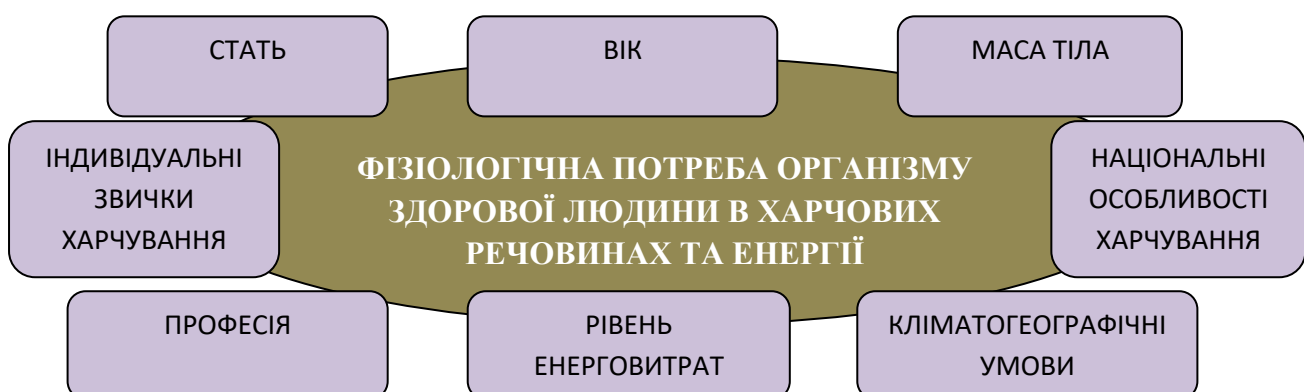 СТАТЬ
ВІК
МАСА ТІЛА
ІНДИВІДУАЛЬНІ
ЗВИЧКИ
ХАРЧУВАННЯ
ФІЗІОЛОГІЧНА ПОТРЕБА ОРГАНІЗМУ
ЗДОРОВОЇ ЛЮДИНИ В ХАРЧОВИХ
РЕЧОВИНАХ ТА ЕНЕРГІЇ
НАЦІОНАЛЬНІ
ОСОБЛИВОСТІ
ХАРЧУВАННЯ
ПРОФЕСІЯ
РІВЕНЬ
ЕНЕРГОВИТРАТ
КЛІМАТОГЕОГРАФІЧНІ
УМОВИ